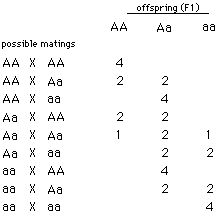 offspring (F1)
AA Aa aa
possible matings
AA X AA 4
AA X Aa 2 2
AA X aa 4
Aa X AA 2 2
Aa X Aa 1 2 1
Aa X aa 2 2
aa X AA 4
aa X Aa 2 2
aa X aa 4